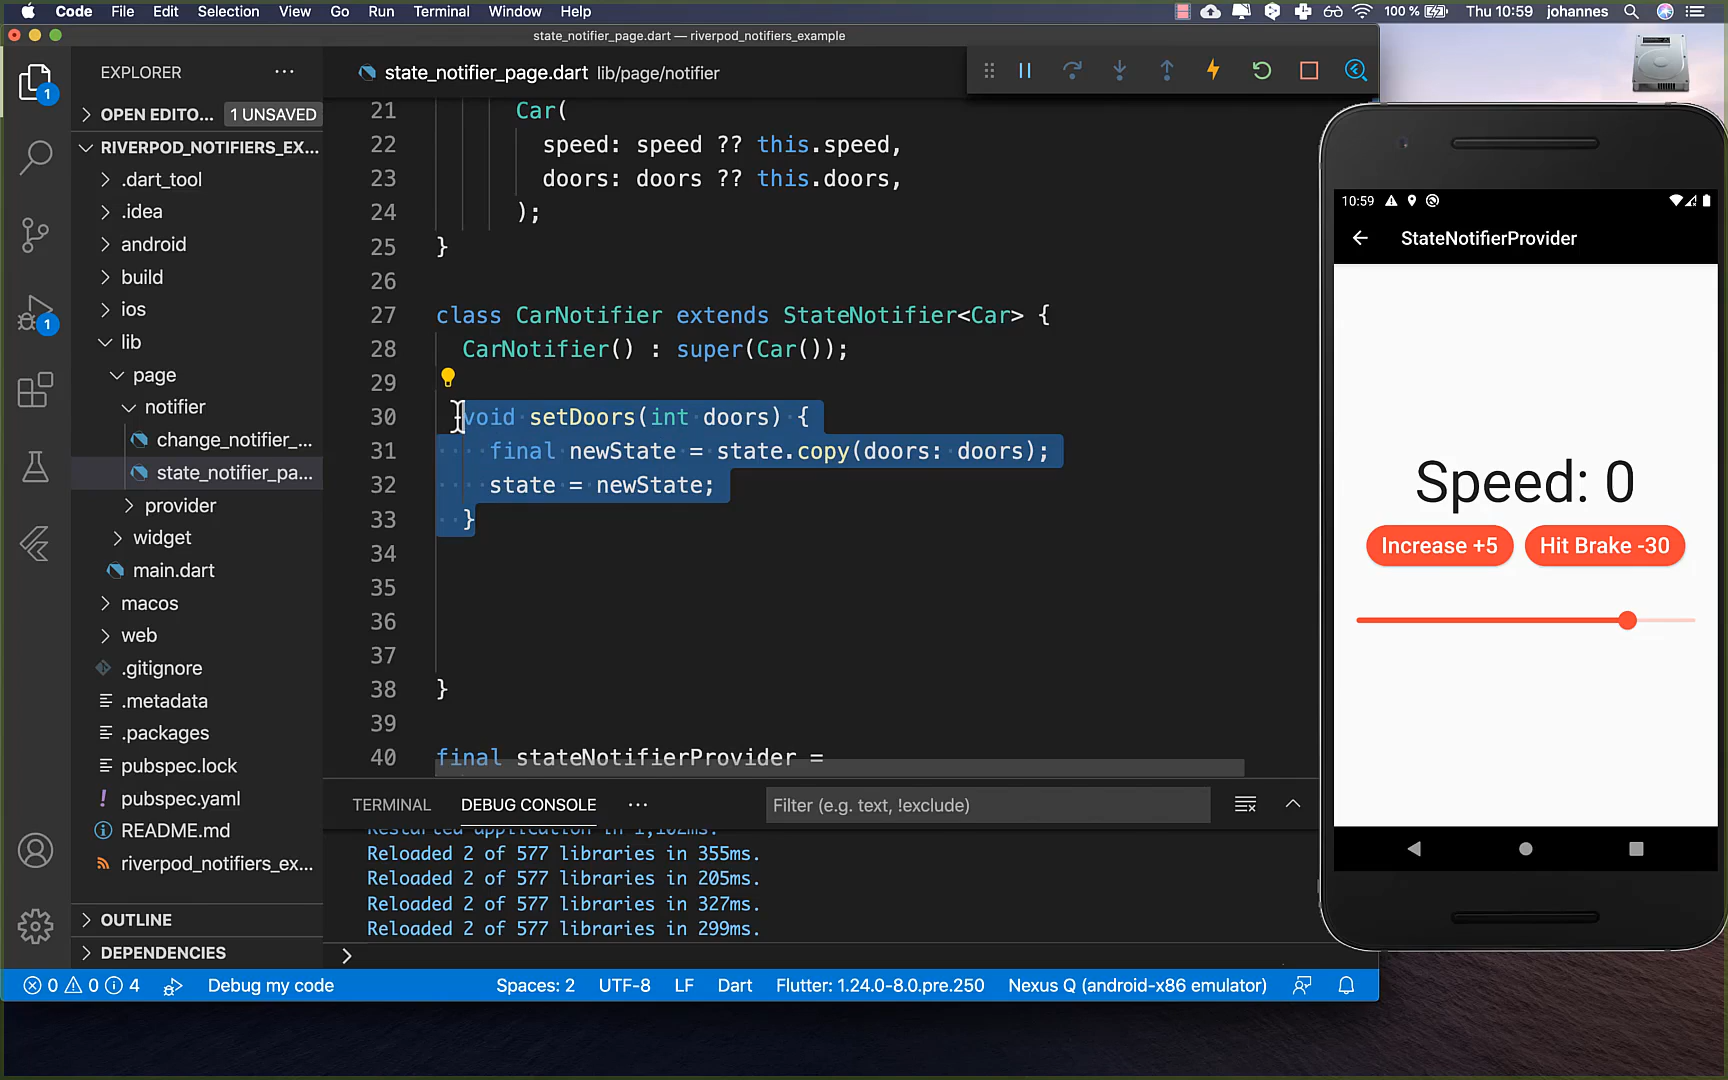 Code File Edit Selection View Go Run Terminal Window Help 100 % Thu 10:59 johannes
state_notifier_page.dart — riverpod_notifiers_example
EXPLORER
OPEN EDITO... 1 UNSAVED
RIVERPOD_NOTIFIERS_EX...
.dart_tool
.idea
android
build
ios
lib
page
notifier
change_notifier_...
state_notifier_pa...
provider
widget
main.dart
macos
web
.gitignore
.metadata
.packages
pubspec.lock
pubspec.yaml
README.md
riverpod_notifiers_ex...
OUTLINE
DEPENDENCIES
1
1
state_notifier_page.dart lib/page/notifier
21 Car(
22 speed: speed ?? this.speed,
23 doors: doors ?? this.doors,
24 );
25 }
26
27 class CarNotifier extends StateNotifier<Car> {
28 CarNotifier() : super(Car());
29
30 void setDoors(int doors) {
31 final newState = state.copy(doors: doors);
32 state = newState;
33 }
34
35
36
37
38 }
39
40 final stateNotifierProvider =
TERMINAL DEBUG CONSOLE ... Filter (e.g. text, !exclude)
Restarted application in 1,102ms.
Reloaded 2 of 577 libraries in 355ms.
Reloaded 2 of 577 libraries in 205ms.
Reloaded 2 of 577 libraries in 327ms.
Reloaded 2 of 577 libraries in 299ms.
0 0 4 Debug my code Spaces: 2 UTF-8 LF Dart Flutter: 1.24.0-8.0.pre.250 Nexus Q (android-x86 emulator)
10:59
StateNotifierProvider
Speed: 0
Increase +5 Hit Brake -30